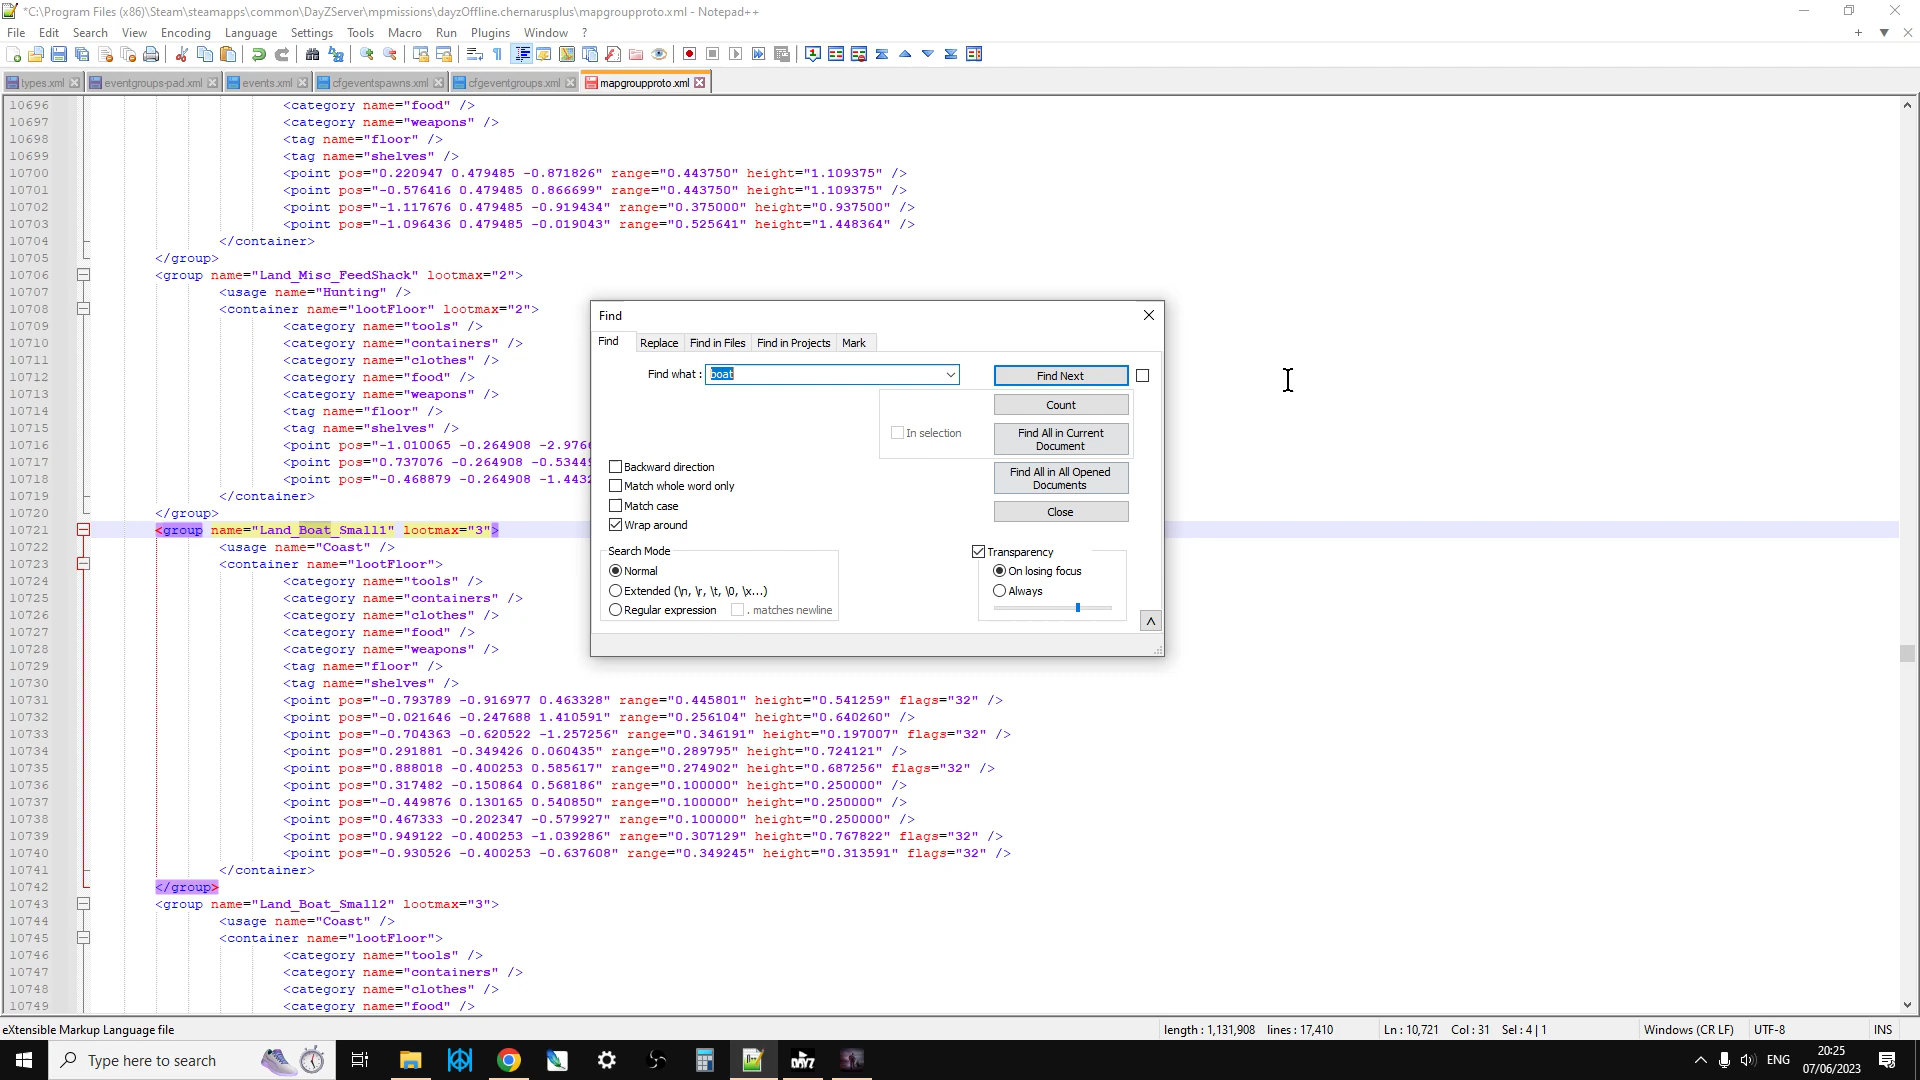 *C:\Program Files (x86)\Steam\steamapps\common\DayZServer\mpmissions\dayzOffline.chernarusplus\mapgroupproto.xml - Notepad++
File Edit Search View Encoding Language Settings Tools Macro Run Plugins Window ?
types.xml eventgroups-pad.xml events.xml cfgeventspawns.xml cfgeventgroups.xml mapgroupproto.xml
10696 <category name="food" />
10697 <category name="weapons" />
10698 <tag name="floor" />
10699 <tag name="shelves" />
10700 <point pos="0.220947 0.479485 -0.871826" range="0.443750" height="1.109375" />
10701 <point pos="-0.576416 0.479485 0.866699" range="0.443750" height="1.109375" />
10702 <point pos="-1.117676 0.479485 -0.919434" range="0.375000" height="0.937500" />
10703 <point pos="-1.096436 0.479485 -0.019043" range="0.525641" height="1.448364" />
10704 </container>
10705 </group>
10706 <group name="Land_Misc_FeedShack" lootmax="2">
10707 <usage name="Hunting" />
10708 <container name="lootFloor" lootmax="2">
10709 <category name="tools" />
10710 <category name="containers" />
10711 <category name="clothes" />
10712 <category name="food" />
10713 <category name="weapons" />
10714 <tag name="floor" />
10715 <tag name="shelves" />
10716 <point pos="-1.010065 -0.264908 -2.976
10717 <point pos="0.737076 -0.264908 -0.5344
10718 <point pos="-0.468879 -0.264908 -1.4432
10719 </container>
10720 </group>
10721 <group name="Land_Boat_Small1" lootmax="3">
10722 <usage name="Coast" />
10723 <container name="lootFloor">
10724 <category name="tools" />
10725 <category name="containers" />
10726 <category name="clothes" />
10727 <category name="food" />
10728 <category name="weapons" />
10729 <tag name="floor" />
10730 <tag name="shelves" />
10731 <point pos="-0.793789 -0.916977 0.463328" range="0.445801" height="0.541259" flags="32" />
10732 <point pos="-0.021646 -0.247688 1.410591" range="0.256104" height="0.640260" />
10733 <point pos="-0.704363 -0.620522 -1.257256" range="0.346191" height="0.197007" flags="32" />
10734 <point pos="0.291881 -0.349426 0.060435" range="0.289795" height="0.724121" />
10735 <point pos="0.888018 -0.400253 0.585617" range="0.274902" height="0.687256" flags="32" />
10736 <point pos="0.317482 -0.150864 0.568186" range="0.100000" height="0.250000" />
10737 <point pos="-0.449876 0.130165 0.540850" range="0.100000" height="0.250000" />
10738 <point pos="0.467333 -0.202347 -0.579927" range="0.100000" height="0.250000" />
10739 <point pos="0.949122 -0.400253 -1.039286" range="0.307129" height="0.767822" flags="32" />
10740 <point pos="-0.930526 -0.400253 -0.637608" range="0.349245" height="0.313591" flags="32" />
10741 </container>
10742 </group>
10743 <group name="Land_Boat_Small2" lootmax="3">
10744 <usage name="Coast" />
10745 <container name="lootFloor">
10746 <category name="tools" />
10747 <category name="containers" />
10748 <category name="clothes" />
10749 <category name="food" />
Find
Find Replace Find in Files Find in Projects Mark
Find what : boat Find Next
Count
In selection Find All in Current Document
Backward direction
Find All in All Opened Documents
Match whole word only
Match case
Close
Wrap around
Search Mode
Normal
Extended (\n, \r, \t, \0, \x...)
Regular expression . matches newline
Transparency
On losing focus
Always
eXtensible Markup Language file length : 1,131,908 lines : 17,410 Ln : 10,721 Col : 31 Sel : 4 | 1 Windows (CR LF) UTF-8 INS
Type here to search DAYZ ENG 20:25
07/06/2023